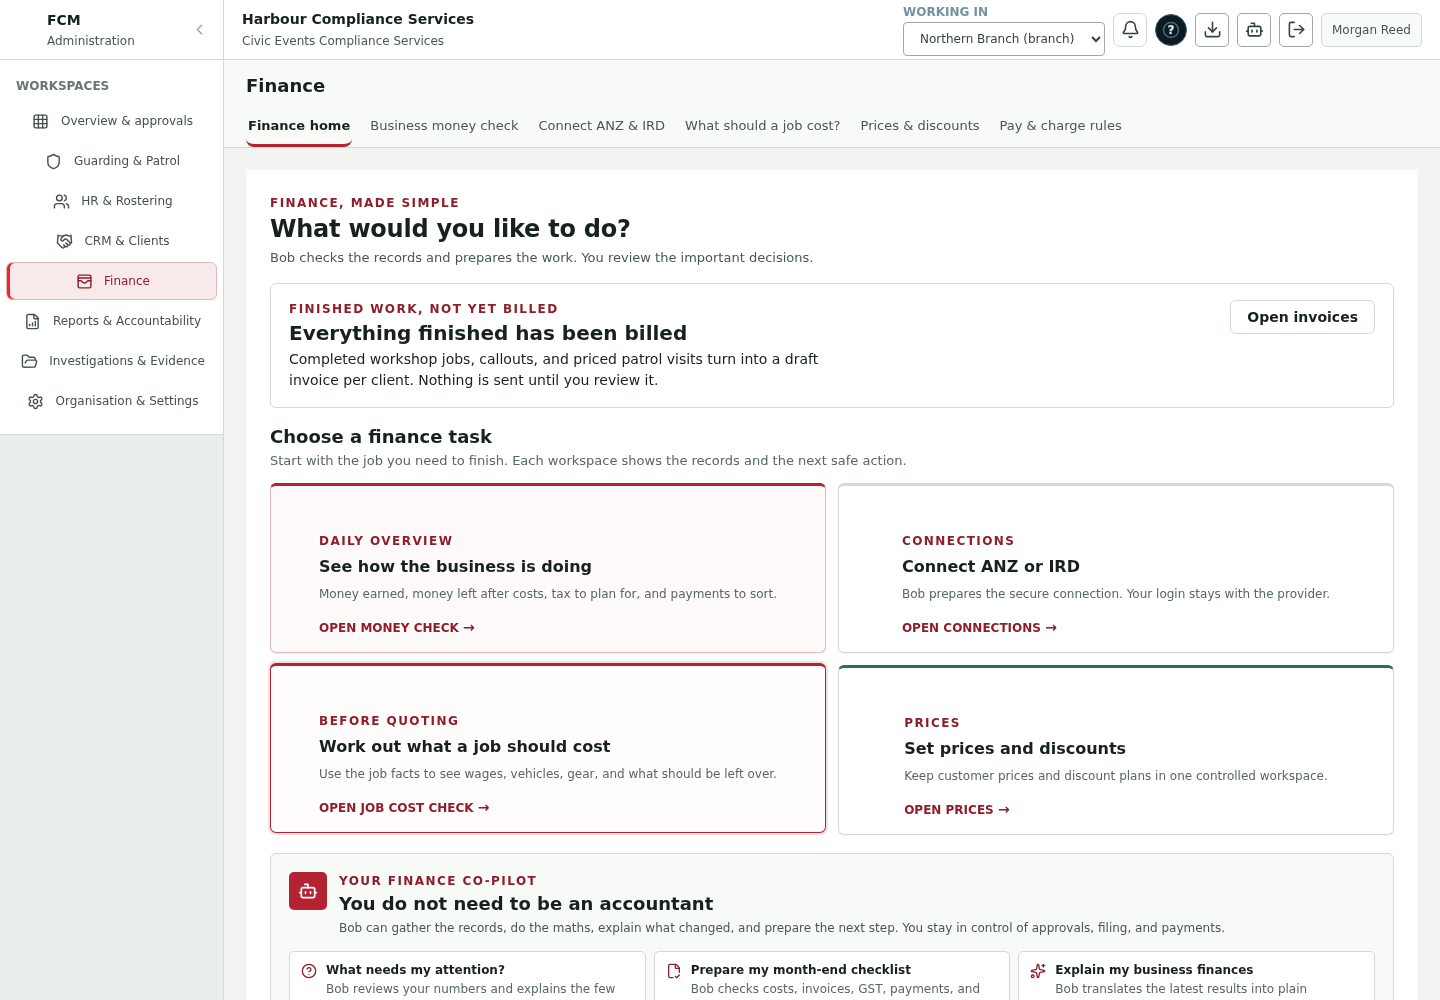 FCM
Administration
WORKSPACES
Overview & approvals
Guarding & Patrol
HR & Rostering
CRM & Clients
Finance
Reports & Accountability
Investigations & Evidence
Organisation & Settings
Harbour Compliance Services
Civic Events Compliance Services
WORKING IN
Northern Branch (branch)
?
Morgan Reed
Finance
Finance home
Business money check
Connect ANZ & IRD
What should a job cost?
Prices & discounts
Pay & charge rules
FINANCE, MADE SIMPLE
What would you like to do?
Bob checks the records and prepares the work. You review the important decisions.
FINISHED WORK, NOT YET BILLED
Everything finished has been billed
Completed workshop jobs, callouts, and priced patrol visits turn into a draft
invoice per client. Nothing is sent until you review it.
Open invoices
Choose a finance task
Start with the job you need to finish. Each workspace shows the records and the next safe action.
DAILY OVERVIEW
See how the business is doing
Money earned, money left after costs, tax to plan for, and payments to sort.
OPEN MONEY CHECK →
CONNECTIONS
Connect ANZ or IRD
Bob prepares the secure connection. Your login stays with the provider.
OPEN CONNECTIONS →
BEFORE QUOTING
Work out what a job should cost
Use the job facts to see wages, vehicles, gear, and what should be left over.
OPEN JOB COST CHECK →
PRICES
Set prices and discounts
Keep customer prices and discount plans in one controlled workspace.
OPEN PRICES →
YOUR FINANCE CO-PILOT
You do not need to be an accountant
Bob can gather the records, do the maths, explain what changed, and prepare the next step. You stay in control of approvals, filing, and payments.
What needs my attention?
Bob reviews your numbers and explains the few
Prepare my month-end checklist
Bob checks costs, invoices, GST, payments, and
Explain my business finances
Bob translates the latest results into plain